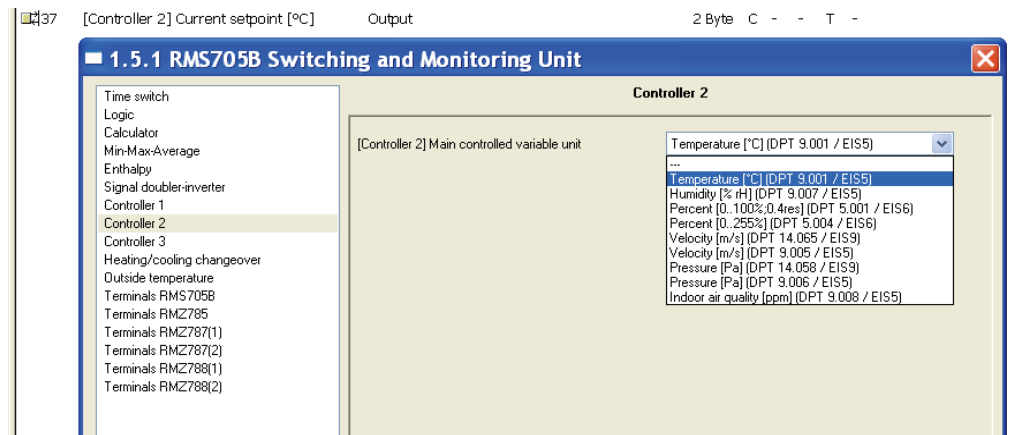 37 [Controller 2] Current setpoint [ºC] Output 2 Byte C - - T -
1.5.1 RMS705B Switching and Monitoring Unit
Controller 2
Time switch
Logic
Calculator
Min-Max-Average
Enthalpy
Signal doubler-inverter
Controller 1
Controller 2
Controller 3
Heating/cooling changeover
Outside temperature
Terminals RMS705B
Terminals RMZ785
Terminals RMZ787(1)
Terminals RMZ787(2)
Terminals RMZ788(1)
Terminals RMZ788(2)
[Controller 2] Main controlled variable unit Temperature [°C] (DPT 9.001 / EIS5)
---
Temperature [°C] (DPT 9.001 / EIS5)
Humidity [% rH] (DPT 9.007 / EIS5)
Percent [0..100%;0.4res] (DPT 5.001 / EIS6)
Percent [0..255%] (DPT 5.004 / EIS6)
Velocity [m/s] (DPT 14.065 / EIS9)
Velocity [m/s] (DPT 9.005 / EIS5)
Pressure [Pa] (DPT 14.058 / EIS9)
Pressure [Pa] (DPT 9.006 / EIS5)
Indoor air quality [ppm] (DPT 9.008 / EIS5)